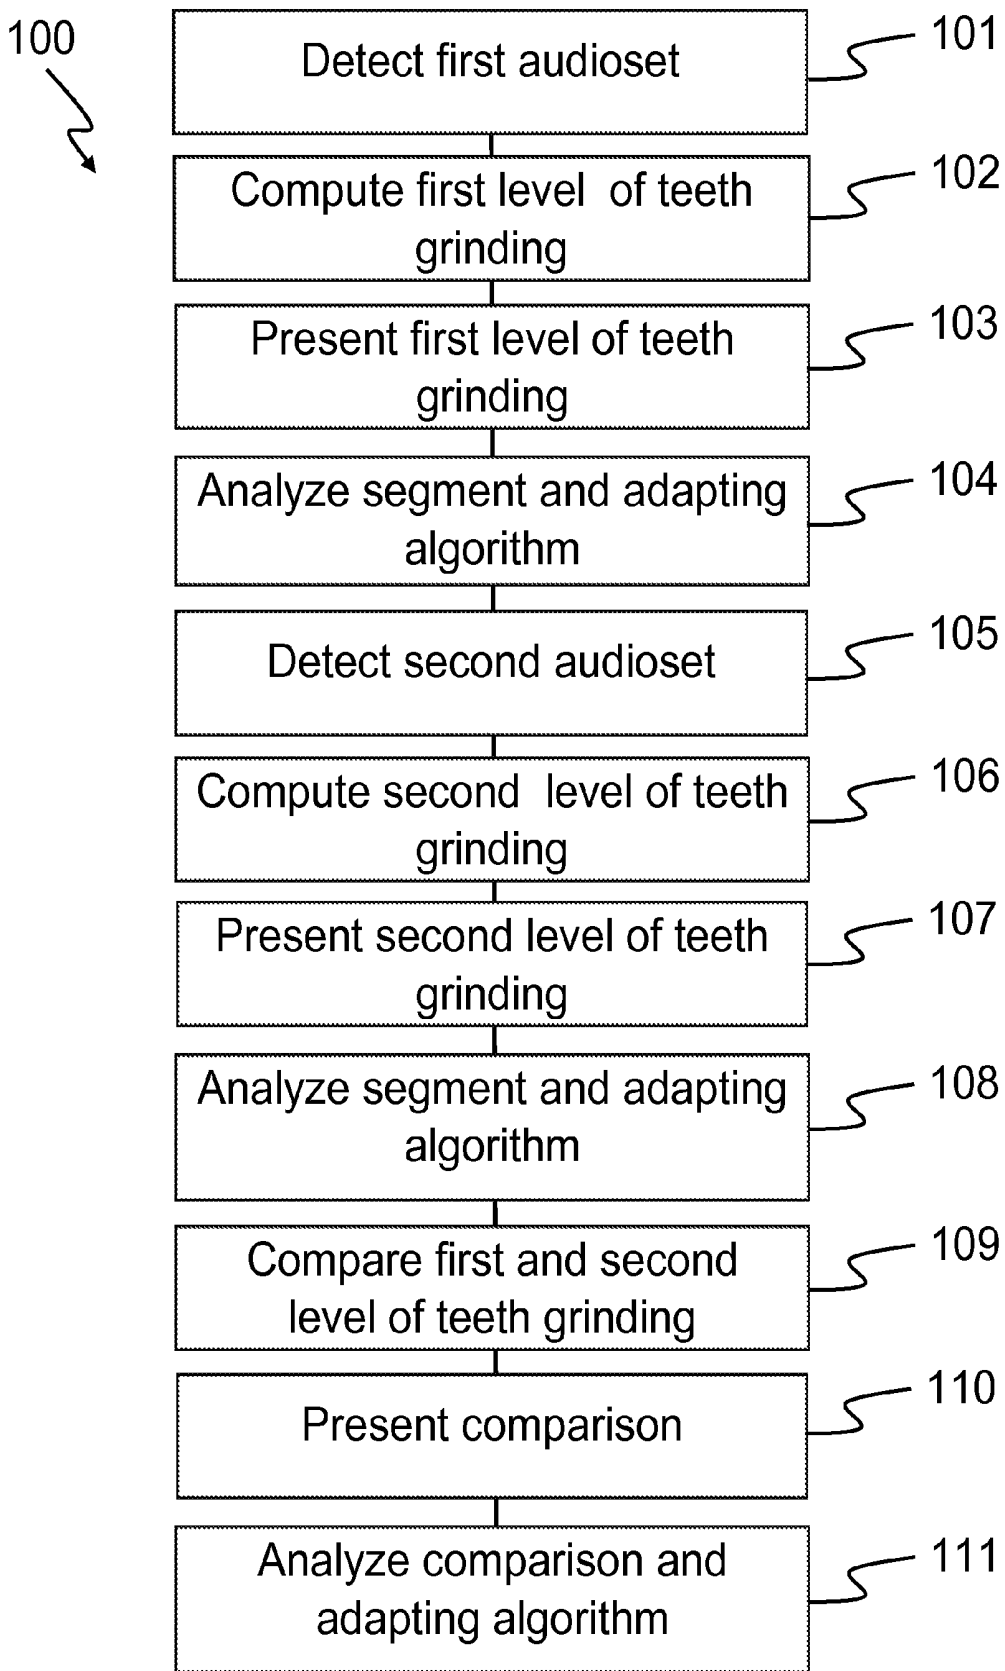 100
Detect first audioset
101
Compute first level of teeth
grinding
102
Present first level of teeth
grinding
103
Analyze segment and adapting
algorithm
104
Detect second audioset
105
Compute second level of teeth
grinding
106
Present second level of teeth
grinding
107
Analyze segment and adapting
algorithm
108
Compare first and second
level of teeth grinding
109
Present comparison
110
Analyze comparison and
adapting algorithm
111